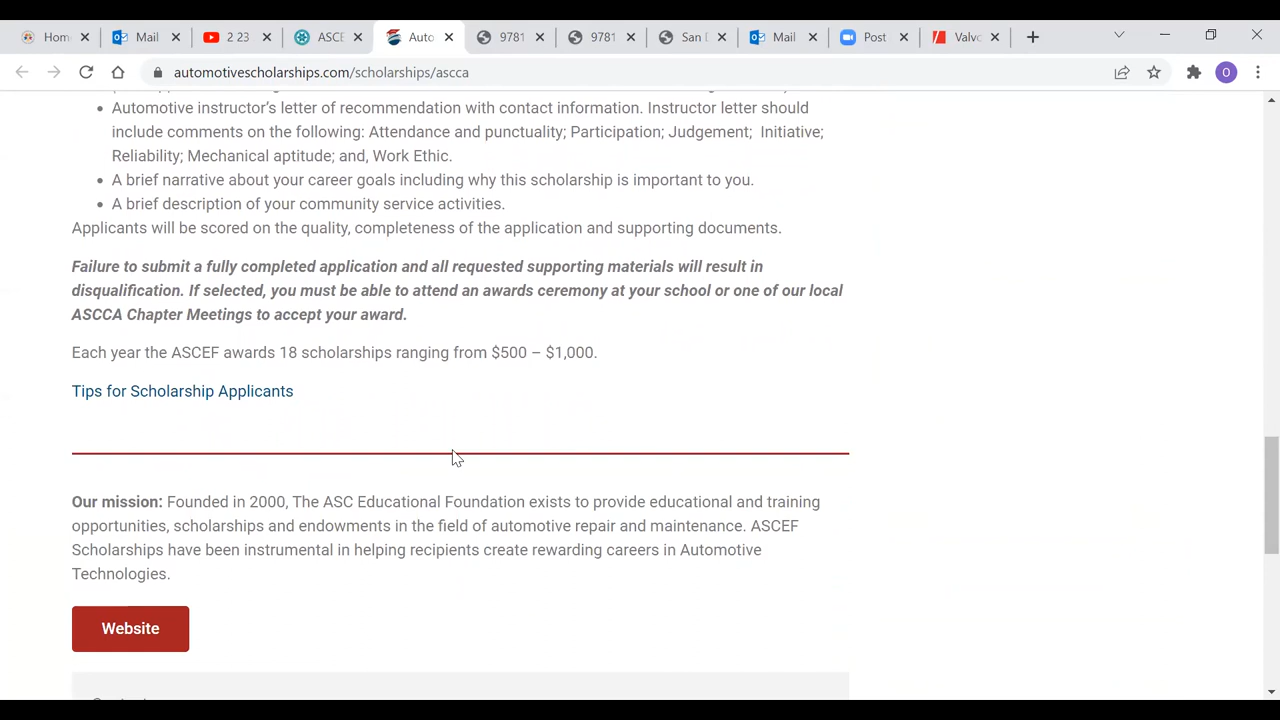 Hom
Mail
2 23
ASCE
Auto
9781
9781
San D
Mail
Post
Valvo
automotivescholarships.com/scholarships/ascca
O
• Automotive instructor's letter of recommendation with contact information. Instructor letter should
include comments on the following: Attendance and punctuality; Participation; Judgement; Initiative;
Reliability; Mechanical aptitude; and, Work Ethic.
• A brief narrative about your career goals including why this scholarship is important to you.
• A brief description of your community service activities.
Applicants will be scored on the quality, completeness of the application and supporting documents.
Failure to submit a fully completed application and all requested supporting materials will result in
disqualification. If selected, you must be able to attend an awards ceremony at your school or one of our local
ASCCA Chapter Meetings to accept your award.
Each year the ASCEF awards 18 scholarships ranging from $500 – $1,000.
Tips for Scholarship Applicants
Our mission: Founded in 2000, The ASC Educational Foundation exists to provide educational and training
opportunities, scholarships and endowments in the field of automotive repair and maintenance. ASCEF
Scholarships have been instrumental in helping recipients create rewarding careers in Automotive
Technologies.
Website